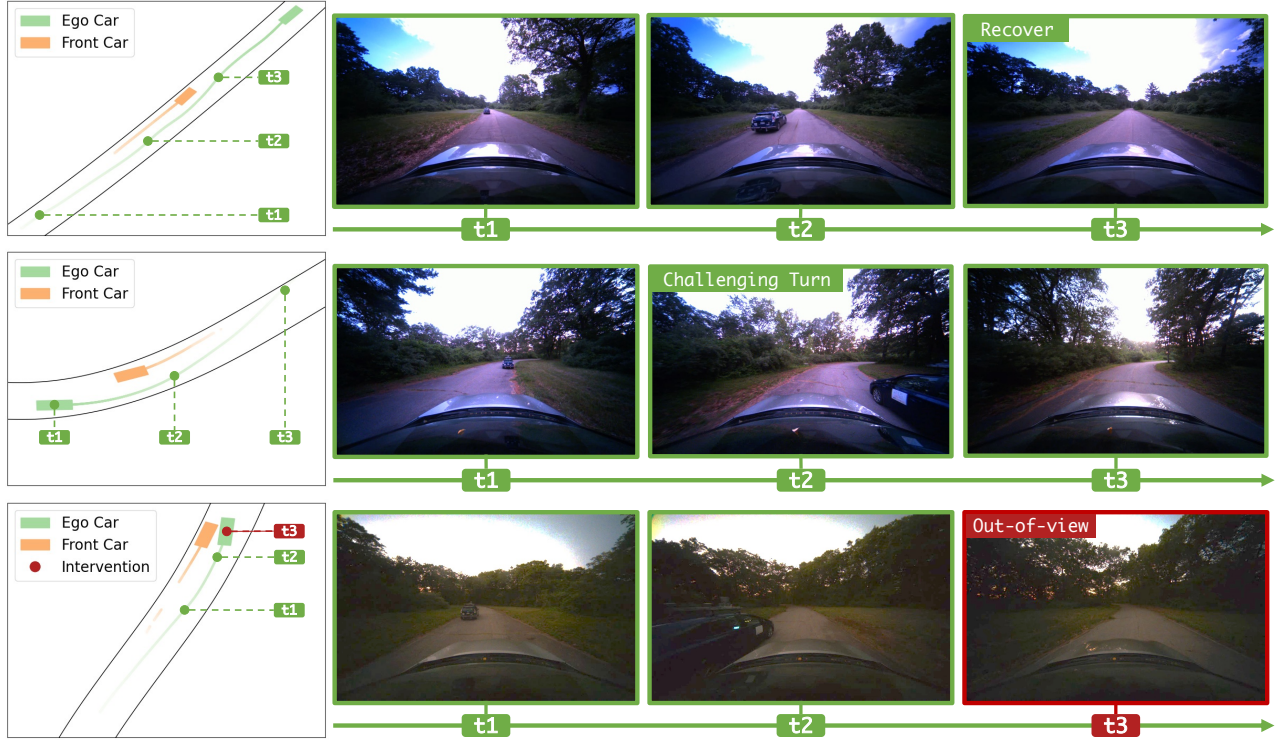 Ego Car
Front Car
t3
t2
t1
Recover
t1
t2
t3
Ego Car
Front Car
t1
t2
t3
Challenging Turn
t1
t2
t3
Ego Car
Front Car
Intervention
t3
t2
t1
Out-of-view
t1
t2
t3